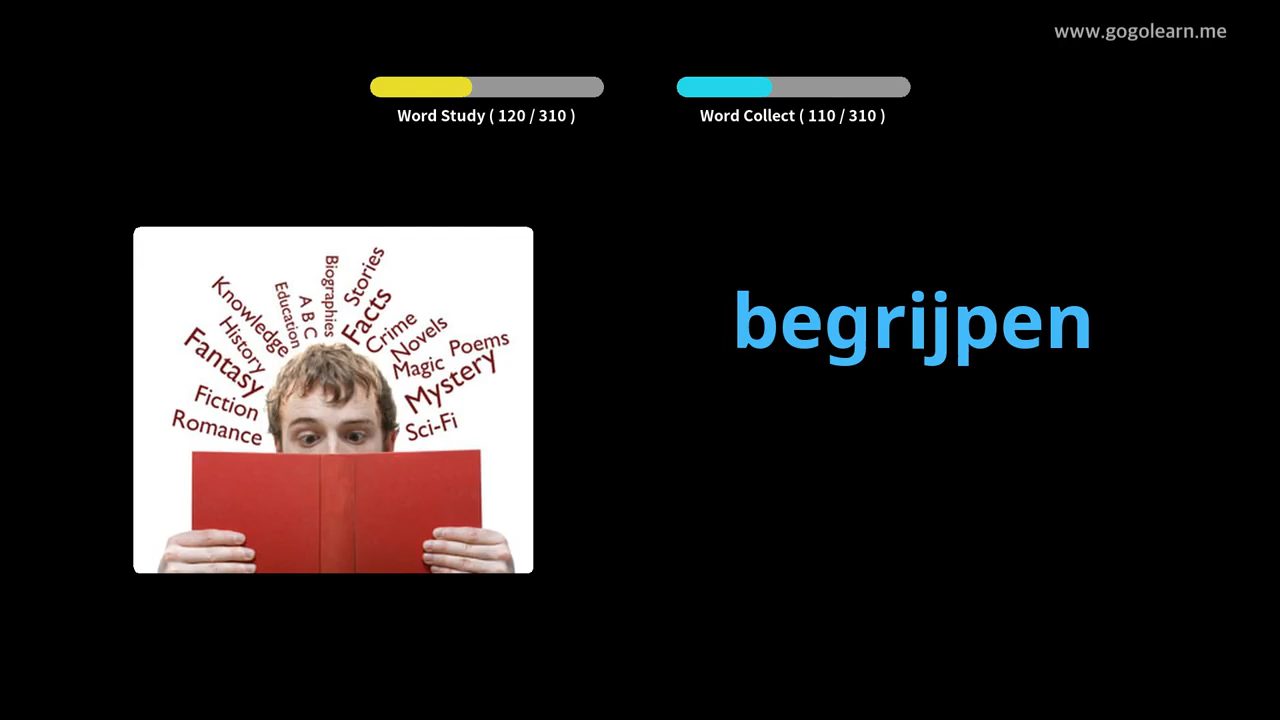 www.gogolearn.me
Word Study ( 120 / 310 )
Word Collect ( 110 / 310 )
begrijpen
Knowledge
History
Fantasy
Fiction
Romance
Education
A B C
Biographies
Stories
Facts
Crime
Novels
Magic
Poems
Mystery
Sci-Fi